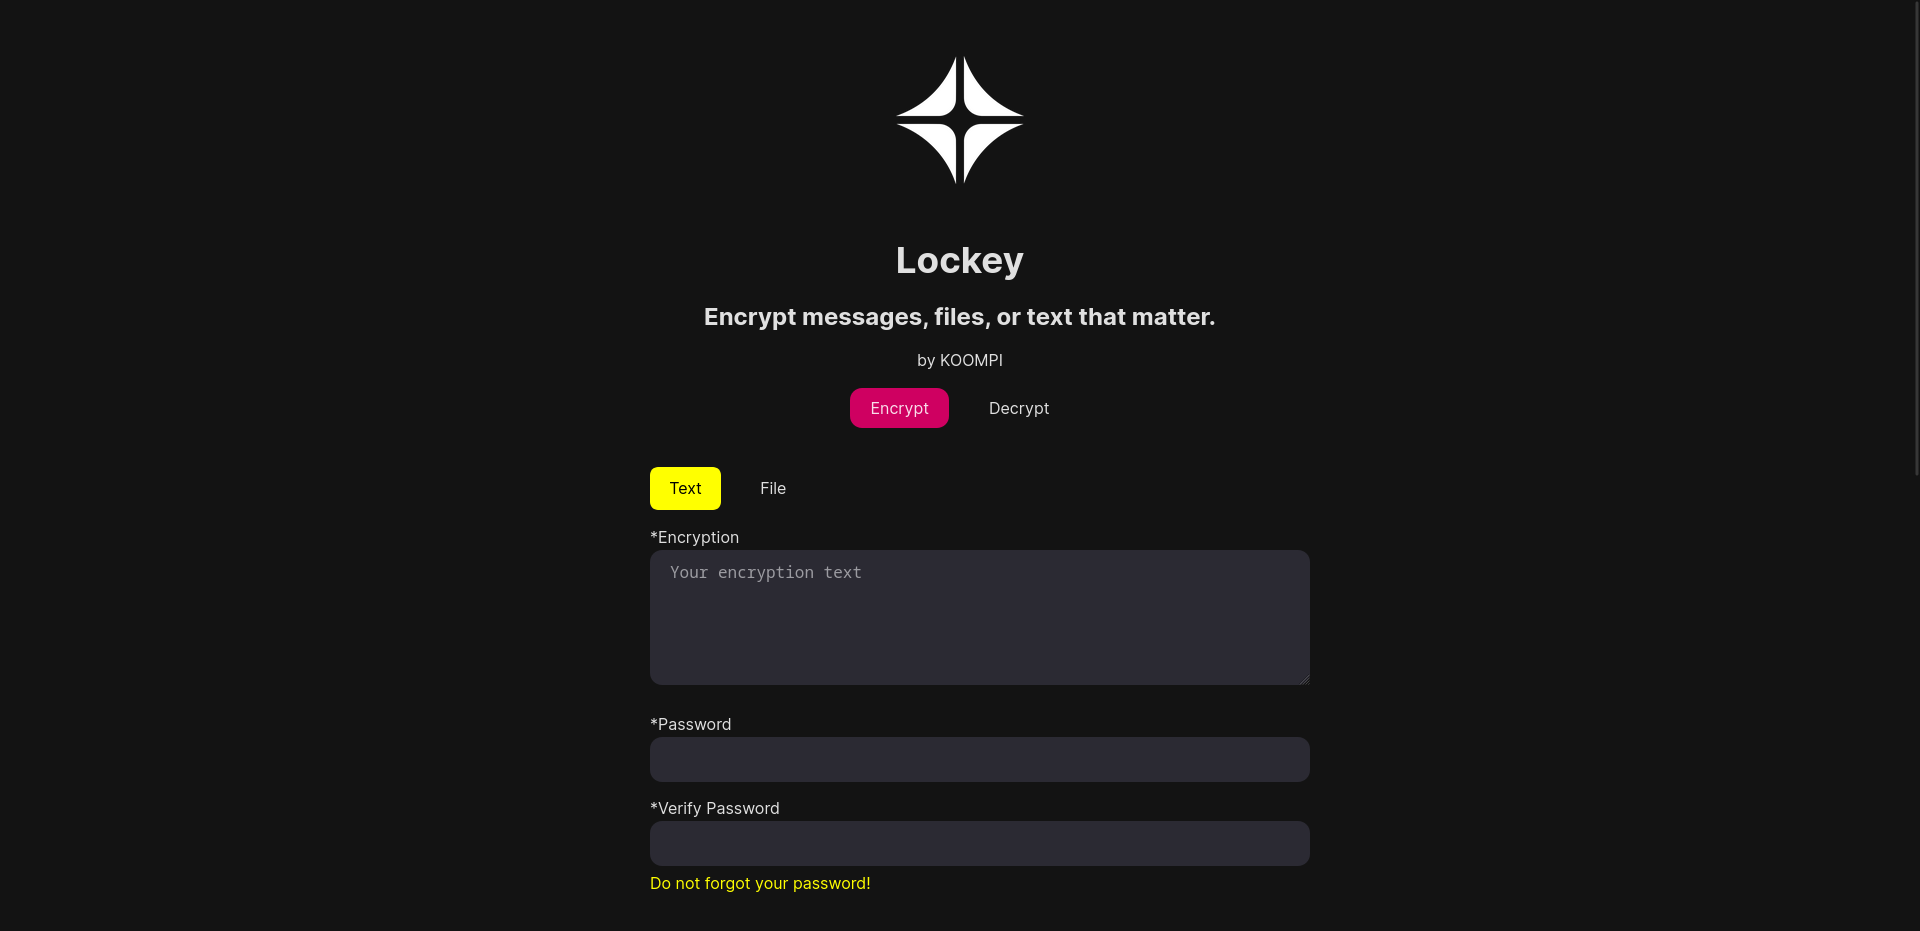 Lockey
Encrypt messages, files, or text that matter.
by KOOMPI
Encrypt Decrypt
Text File
*Encryption
Your encryption text
*Password
*Verify Password
Do not forgot your password!